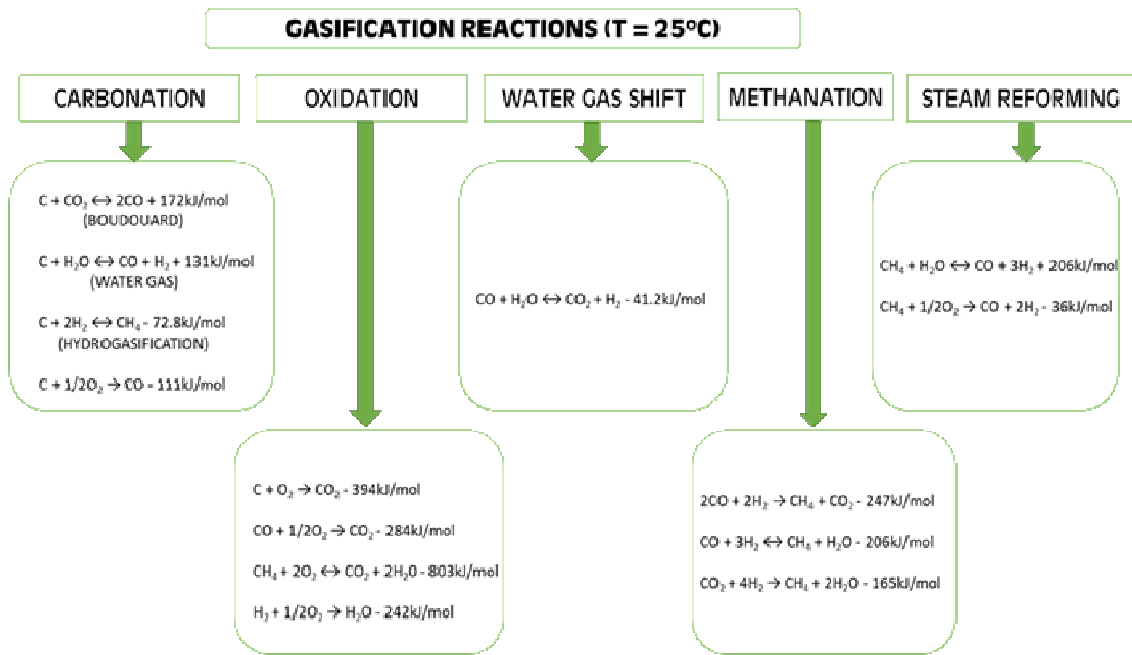 GASIFICATION REACTIONS (T = 25ºC)
CARBONATION
C + CO₂ ↔ 2CO + 172kJ/mol
(BOUDOUARD)
C + H₂O ↔ CO + H₂ + 131kJ/mol
(WATER GAS)
C + 2H₂ ↔ CH₄ - 72.8kJ/mol
(HYDROGASIFICATION)
C + 1/2O₂ → CO - 111kJ/mol
OXIDATION
C + O₂ → CO₂ - 394kJ/mol
CO + 1/2O₂ → CO₂ - 284kJ/mol
CH₄ + 2O₂ ↔ CO₂ + 2H₂0 - 803kJ/mol
H₂ + 1/2O₂ → H₂O - 242kJ/mol
WATER GAS SHIFT
CO + H₂O ↔ CO₂ + H₂ - 41.2kJ/mol
METHANATION
2CO + 2H₂ → CH₄ + CO₂ - 247kJ/mol
CO + 3H₂ ↔ CH₄ + H₂O - 206kJ/mol
CO₂ + 4H₂ → CH₄ + 2H₂O - 165kJ/mol
STEAM REFORMING
CH₄ + H₂O ↔ CO + 3H₂ + 206kJ/mol
CH₄ + 1/2O₂ → CO + 2H₂ - 36kJ/mol